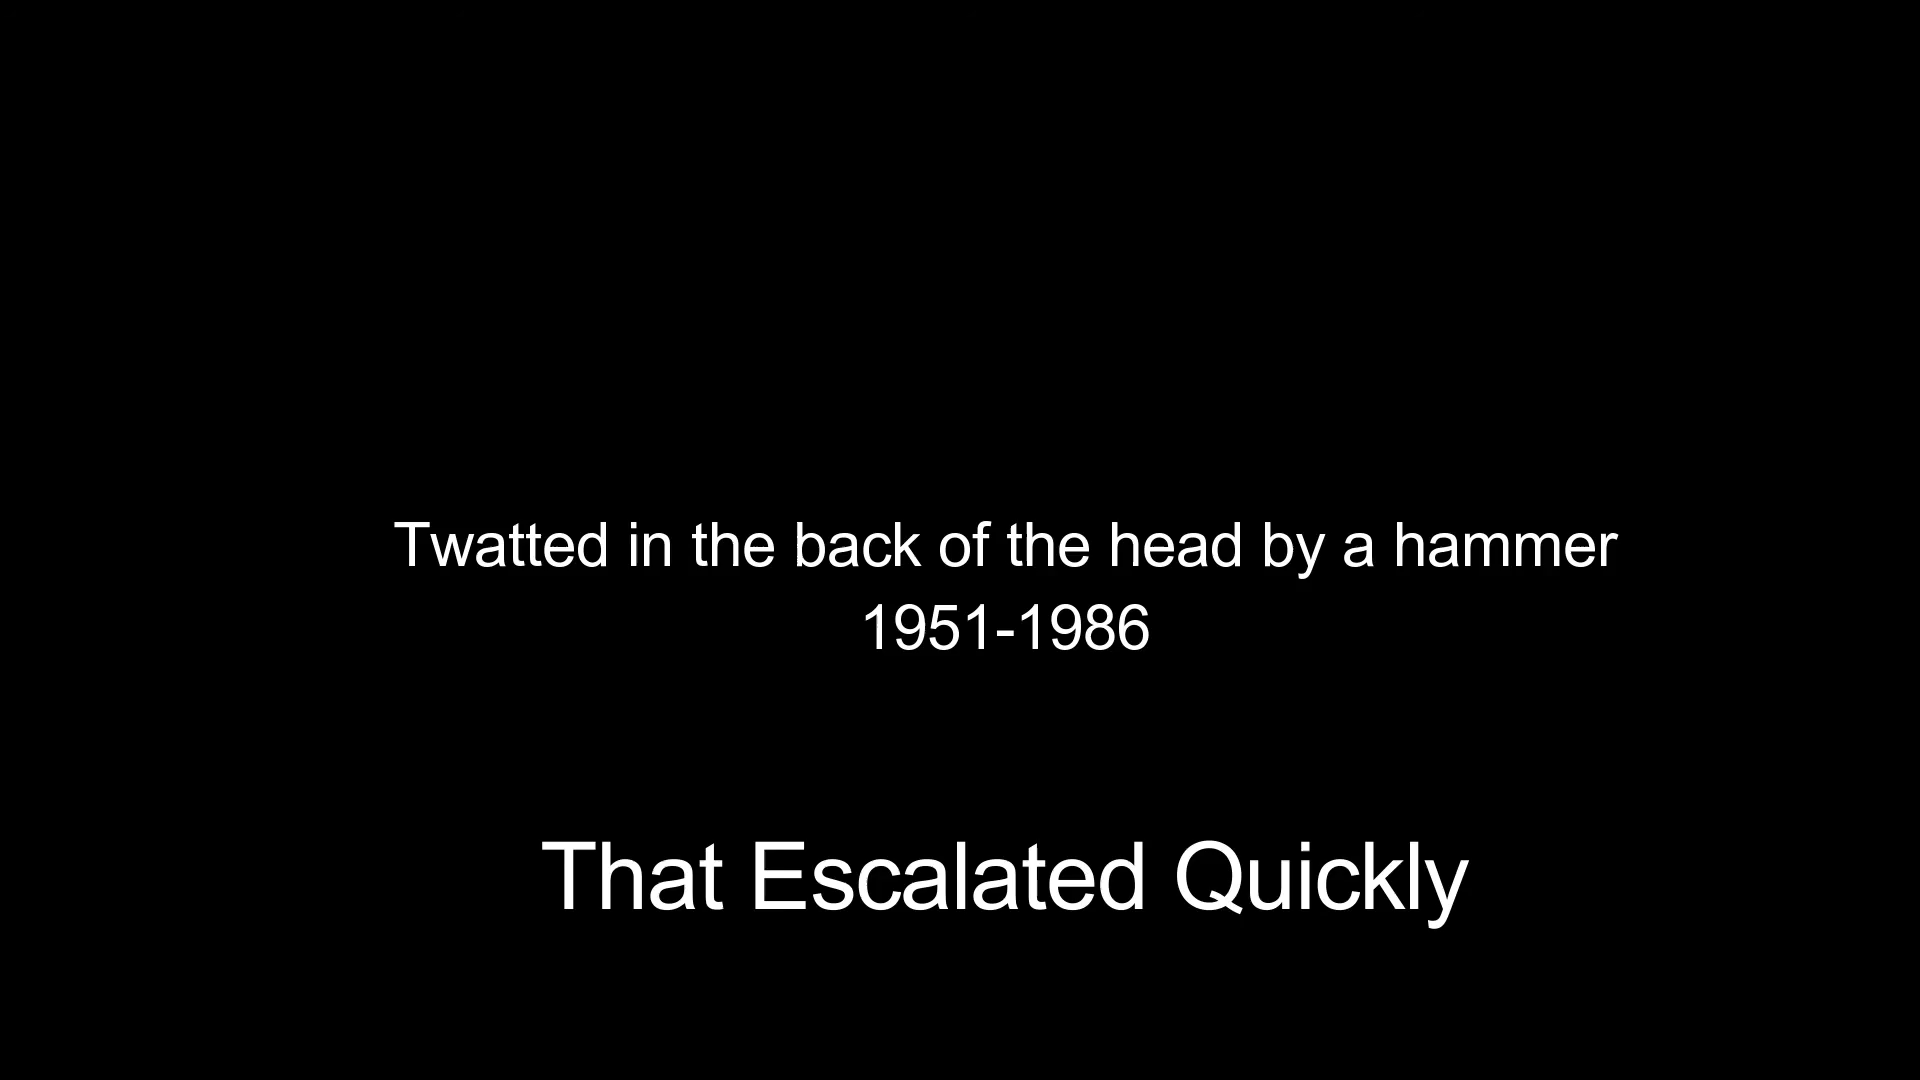 Twatted in the back of the head by a hammer
1951-1986
That Escalated Quickly